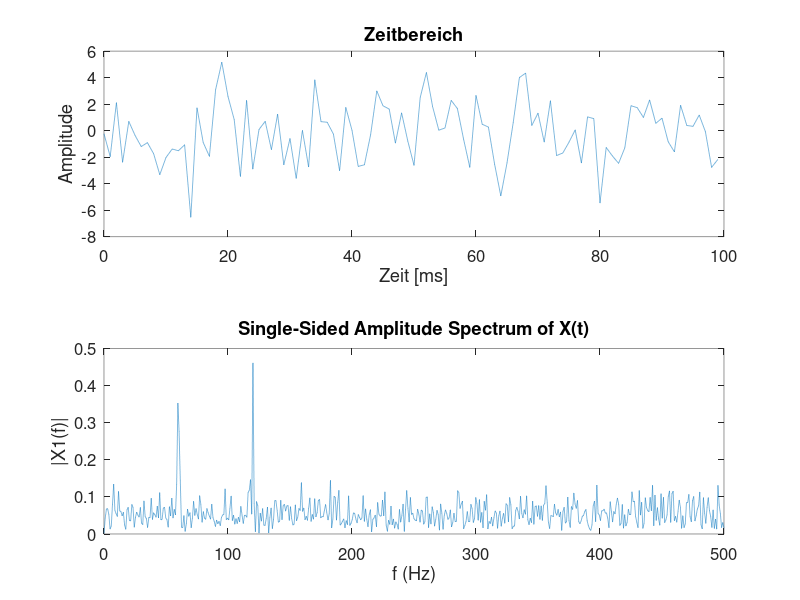 Zeitbereich
6
4
2
0
-2
-4
-6
-8
Amplitude
0 20 40 60 80 100
Zeit [ms]
Single-Sided Amplitude Spectrum of X(t)
0.5
0.4
0.3
0.2
0.1
0
|X1(f)|
0 100 200 300 400 500
f (Hz)